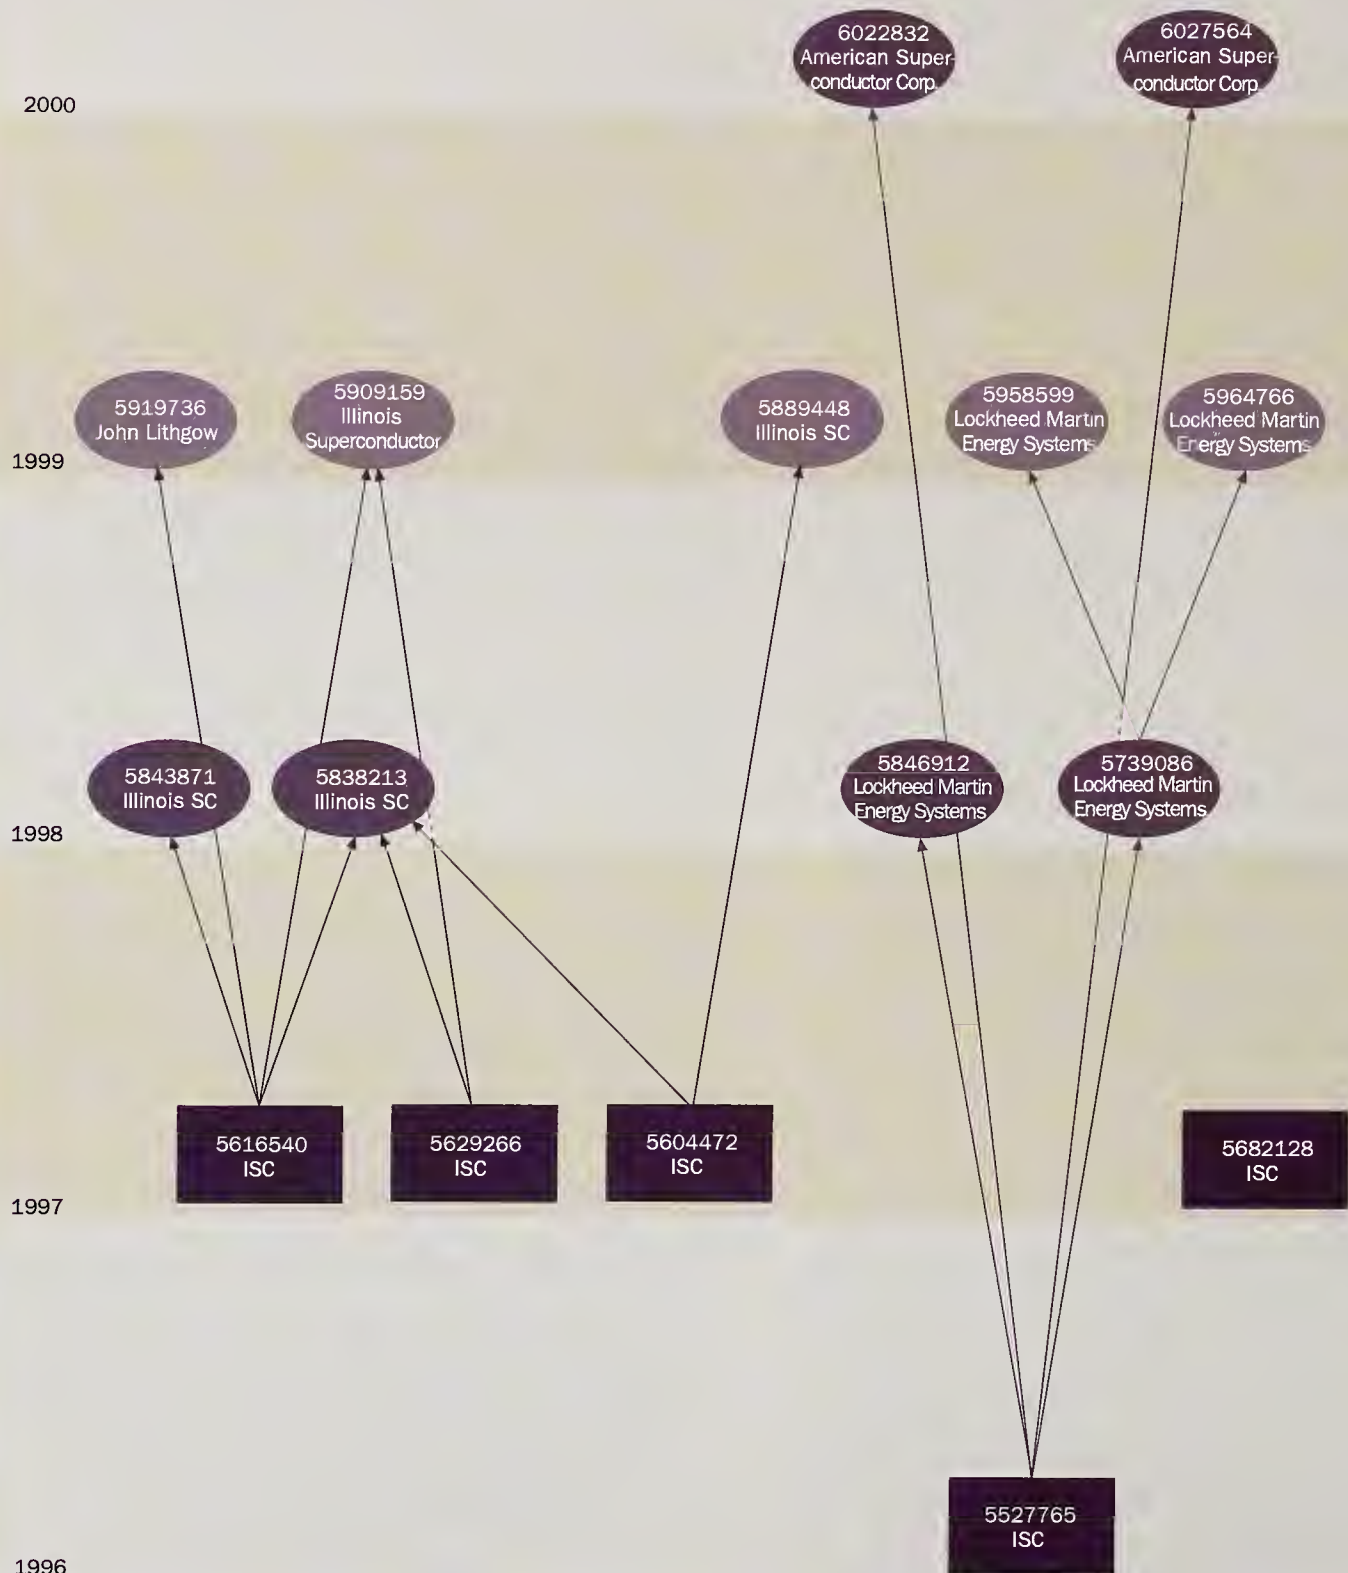 6022832
American Super-
conductor Corp.
6027564
American Super-
conductor Corp.
2000
5919736
John Lithgow
5909159
Illinois
Superconductor
5889448
Illinois SC
5958599
Lockheed Martin
Energy Systems
5964766
Lockheed Martin
Energy Systems
1999
5843871
Illinois SC
5838213
Illinois SC
5846912
Lockheed Martin
Energy Systems
5739086
Lockheed Martin
Energy Systems
1998
5616540
ISC
5629266
ISC
5604472
ISC
5682128
ISC
1997
5527765
ISC
1996